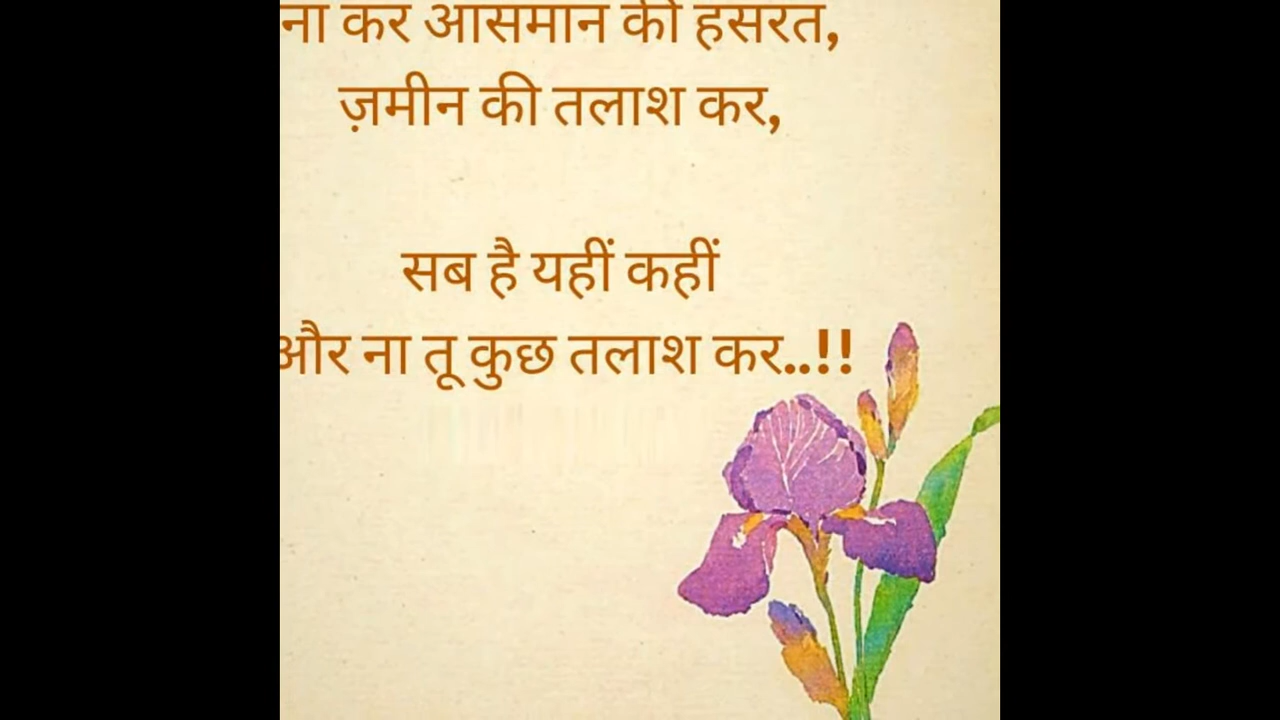 ना कर आसमान की हसरत,
ज़मीन की तलाश कर,
सब है यहीं कहीं
और ना तू कुछ तलाश कर..!!